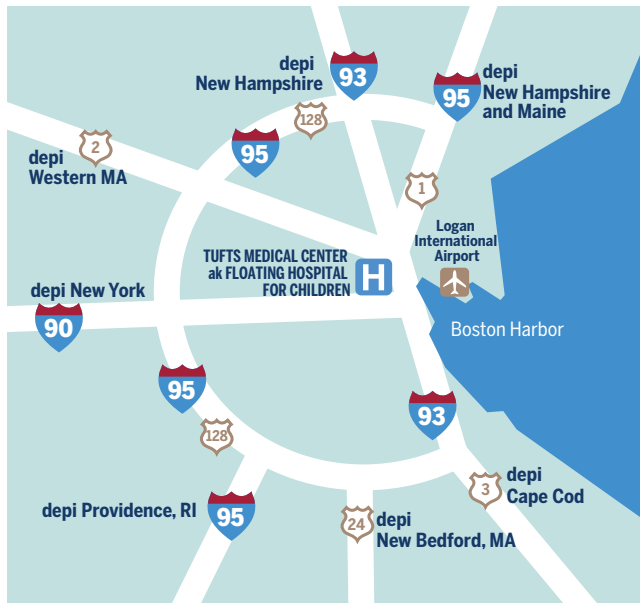 depi
New Hampshire
93
depi
New Hampshire
and Maine
95
128
95
2
depi
Western MA
1
Logan
International
Airport
TUFTS MEDICAL CENTER
ak FLOATING HOSPITAL
FOR CHILDREN
H
depi New York
90
Boston Harbor
95
93
128
depi
Cape Cod
3
depi Providence, RI
95
24
depi
New Bedford, MA